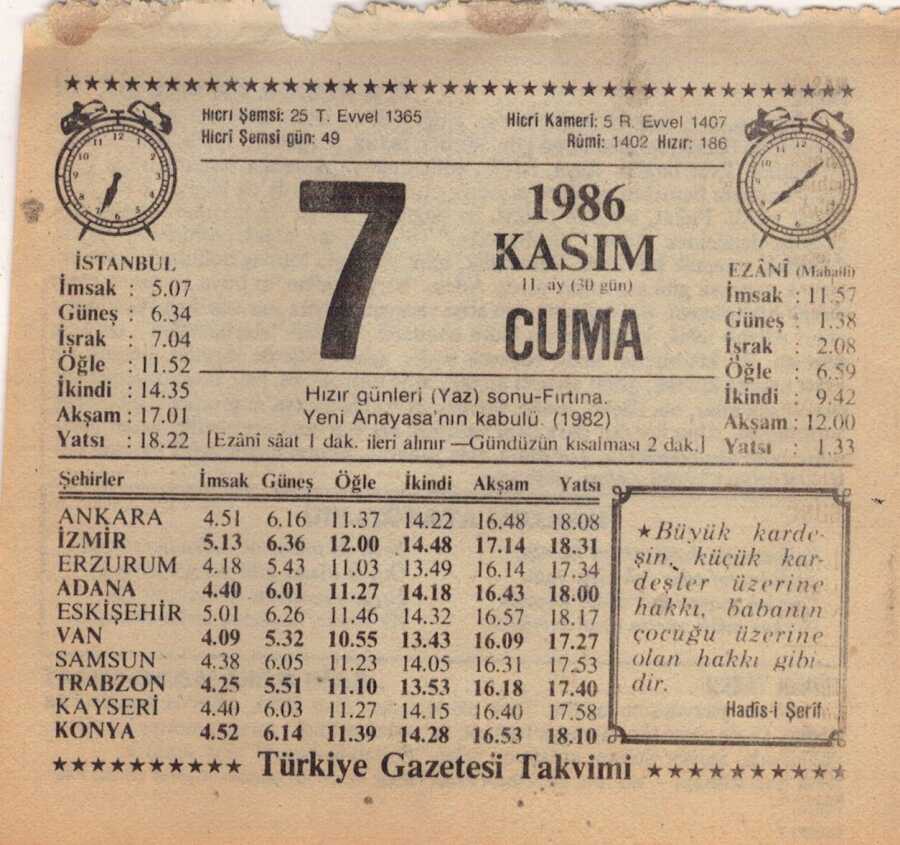 Hicrî Şemsî: 25 T. Evvel 1365
Hicrî Şemsî gün: 49
Hicrî Kamerî: 5 R. Evvel 1407
Rûmî: 1402 Hızır: 186
7
1986
KASIM
11. ay (30 gün)
CUMA
İSTANBUL
İmsak : 5.07
Güneş : 6.34
İşrak : 7.04
Öğle : 11.52
İkindi : 14.35
Akşam : 17.01
Yatsı : 18.22
EZÂNÎ (Mahallî)
İmsak : 11.57
Güneş : 1.38
İşrak : 2.08
Öğle : 6.59
İkindi : 9.42
Akşam : 12.00
Yatsı : 1.33
Hızır günleri (Yaz) sonu-Fırtına.
Yeni Anayasa'nın kabulü. (1982)
[Ezânî sâat 1 dak. ileri alınır —Gündüzün kısalması 2 dak.]
Şehirler İmsak Güneş Öğle İkindi Akşam Yatsı
ANKARA 4.51 6.16 11.37 14.22 16.48 18.08
İZMİR 5.13 6.36 12.00 14.48 17.14 18.31
ERZURUM 4.18 5.43 11.03 13.49 16.14 17.34
ADANA 4.40 6.01 11.27 14.18 16.43 18.00
ESKİŞEHİR 5.01 6.26 11.46 14.32 16.57 18.17
VAN 4.09 5.32 10.55 13.43 16.09 17.27
SAMSUN 4.38 6.05 11.23 14.05 16.31 17.53
TRABZON 4.25 5.51 11.10 13.53 16.18 17.40
KAYSERİ 4.40 6.03 11.27 14.15 16.40 17.58
KONYA 4.52 6.14 11.39 14.28 16.53 18.10
★ Büyük karde-
şin, küçük kar-
deşler üzerine
hakkı, babanın
çocuğu üzerine
olan hakkı gibi
dir.
Hadîs-i Şerîf
Türkiye Gazetesi Takvimi